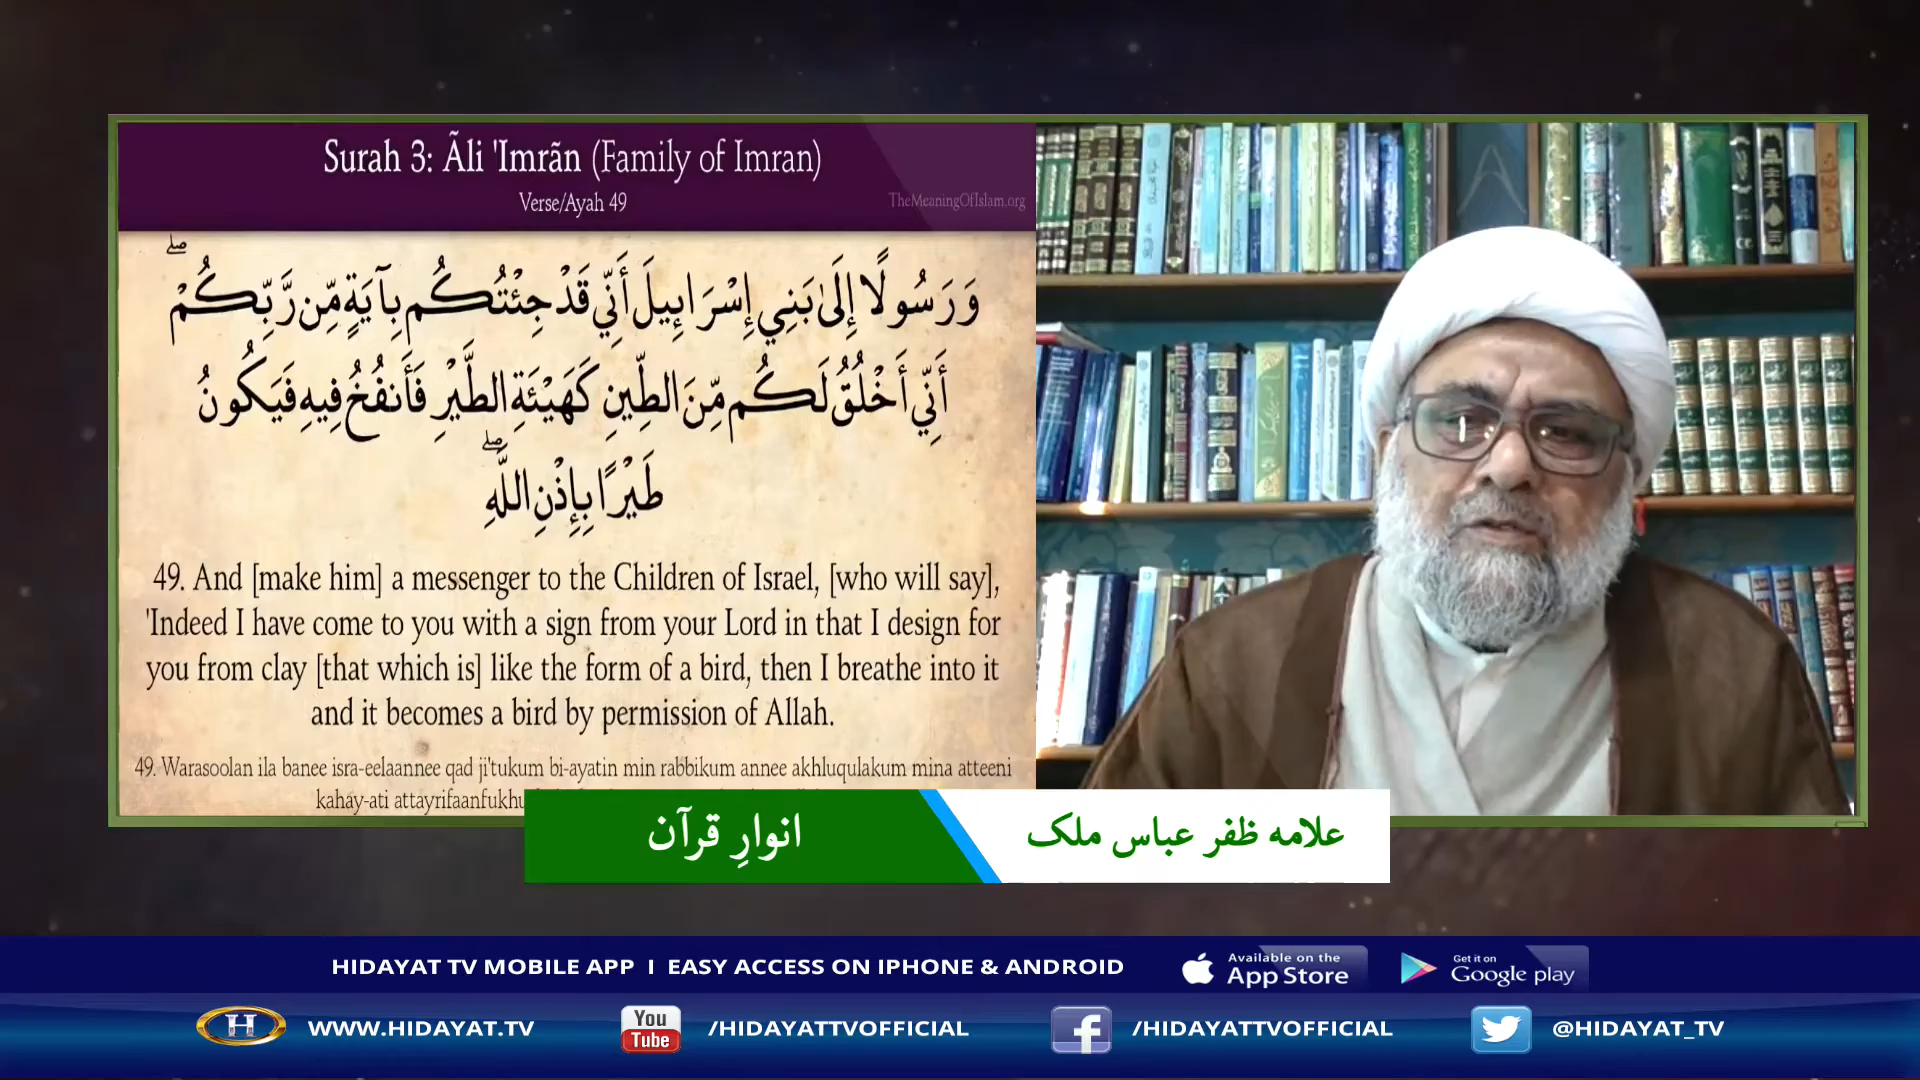 Surah 3: Ãli 'Imrãn (Family of Imran)
Verse/Ayah 49
TheMeaningOfIslam.org
وَرَسُولًا إِلَىٰ بَنِي إِسْرَابِيلَ أَنِّي قَدْ جِئْتُكُم بِآيَةٍ مِّن رَّبِّكُمْ ۖ
أَنِّي أَخْلُقُ لَكُم مِّنَ الطِّينِ كَهَيْئَةِ الطَّيْرِ فَأَنفُخُ فِيهِ فَيَكُونُ
طَيْرًا بِإِذْنِ اللَّهِ ۖ
49. And [make him] a messenger to the Children of Israel, [who will say],
'Indeed I have come to you with a sign from your Lord in that I design for
you from clay [that which is] like the form of a bird, then I breathe into it
and it becomes a bird by permission of Allah.
49. Warasoolan ila banee isra-eelaannee qad ji'tukum bi-ayatin min rabbikum annee akhluqulakum mina atteeni
kahay-ati
انوارِ قرآن
علامہ ظفر عباس ملک
HIDAYAT TV MOBILE APP I EASY ACCESS ON IPHONE & ANDROID
Available on the
App Store
Get it on
Google play
H
WWW.HIDAYAT.TV
You
Tube
/HIDAYATTVOFFICIAL
f
/HIDAYATTVOFFICIAL
@HIDAYAT_TV